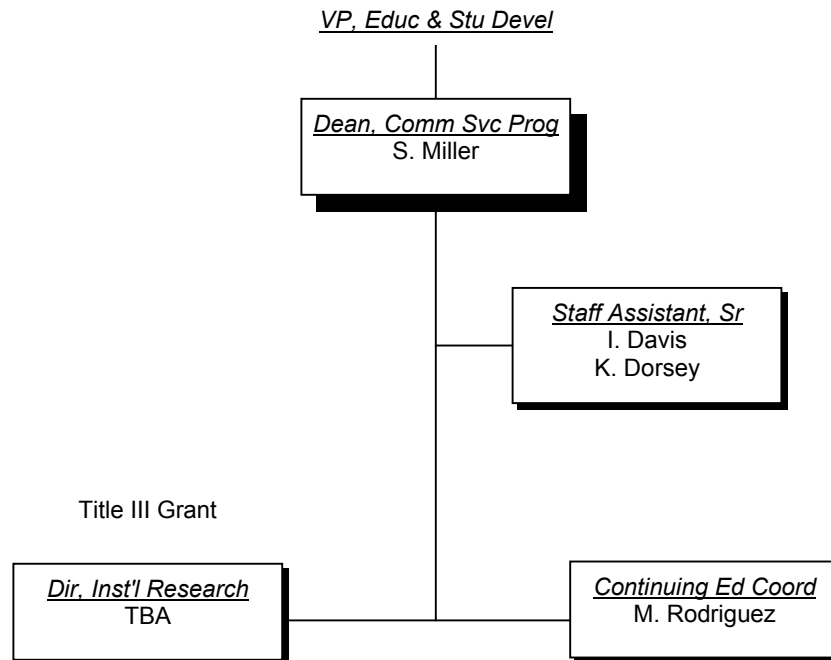 VP, Educ & Stu Devel
Dean, Comm Svc Prog
S. Miller
Staff Assistant, Sr
I. Davis
K. Dorsey
Title III Grant
Dir, Inst'l Research
TBA
Continuing Ed Coord
M. Rodriguez